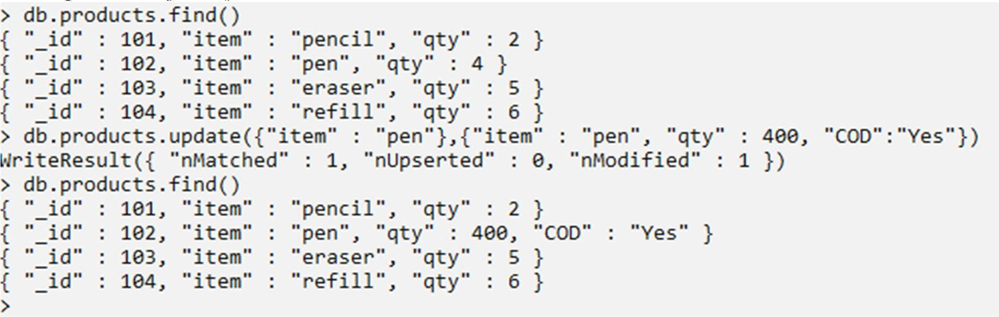 > db.products.find()
{ "_id" : 101, "item" : "pencil", "qty" : 2 }
{ "_id" : 102, "item" : "pen", "qty" : 4 }
{ "_id" : 103, "item" : "eraser", "qty" : 5 }
{ "_id" : 104, "item" : "refill", "qty" : 6 }
> db.products.update({"item" : "pen"},{"item" : "pen", "qty" : 400, "COD":"Yes"})
WriteResult({ "nMatched" : 1, "nUpserted" : 0, "nModified" : 1 })
> db.products.find()
{ "_id" : 101, "item" : "pencil", "qty" : 2 }
{ "_id" : 102, "item" : "pen", "qty" : 400, "COD" : "Yes" }
{ "_id" : 103, "item" : "eraser", "qty" : 5 }
{ "_id" : 104, "item" : "refill", "qty" : 6 }
>